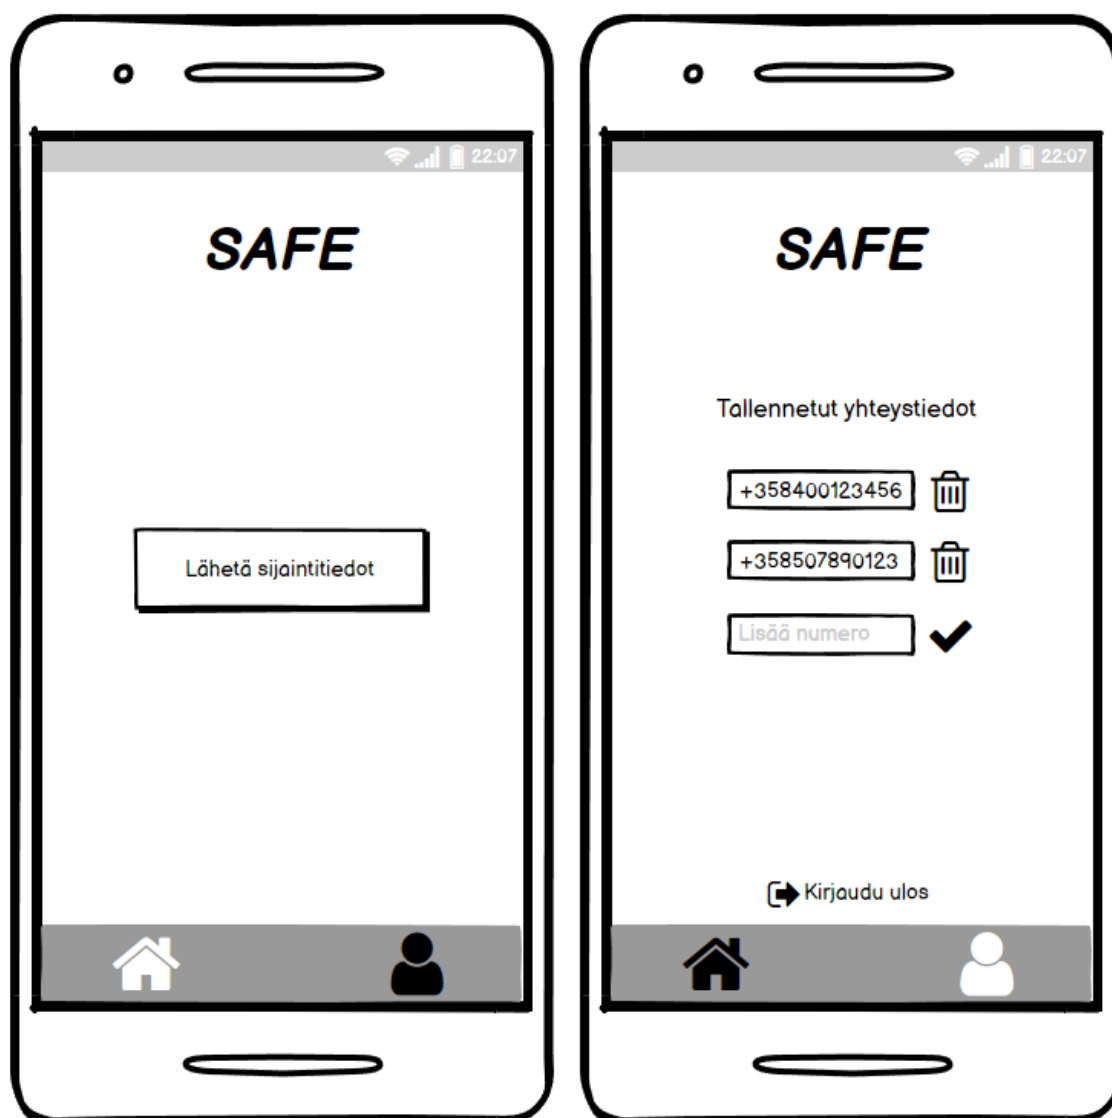 22:07
SAFE
Lähetä sijaintitiedot
22:07
SAFE
Tallennetut yhteystiedot
+358400123456
+358507890123
Lisää numero
Kirjaudu ulos